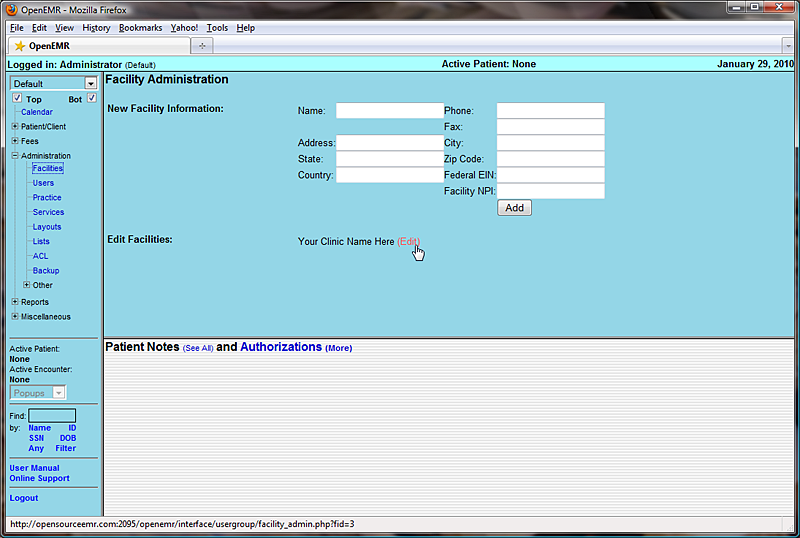 OpenEMR - Mozilla Firefox
File Edit View History Bookmarks Yahoo! Tools Help
OpenEMR
Logged in: Administrator (Default) Active Patient: None January 29, 2010
Default
Top Bot
Calendar
Patient/Client
Fees
Administration
Facilities
Users
Practice
Services
Layouts
Lists
ACL
Backup
Other
Reports
Miscellaneous
Active Patient:
None
Active Encounter:
None
Popups
Find:
by: Name ID
SSN DOB
Any Filter
User Manual
Online Support
Logout
Facility Administration
New Facility Information: Name: Phone:
Fax:
Address: City:
State: Zip Code:
Country: Federal EIN:
Facility NPI:
Add
Edit Facilities: Your Clinic Name Here (Edit)
Patient Notes (See All) and Authorizations (More)
http://opensourceemr.com:2095/openemr/interface/usergroup/facility_admin.php?fid=3